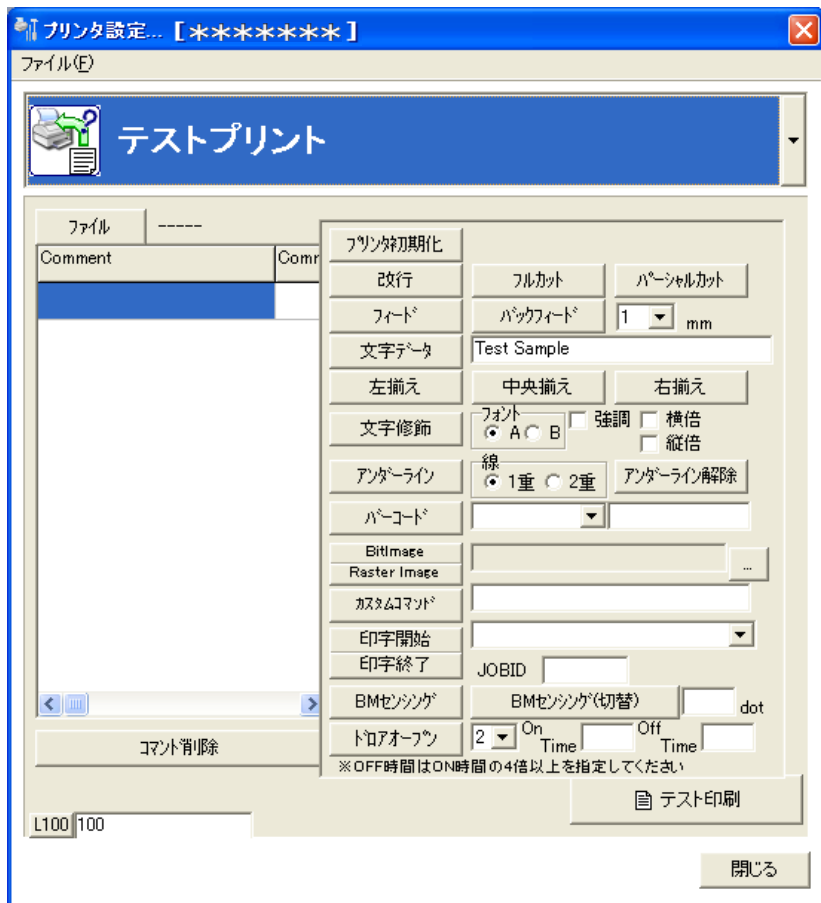 プリンタ設定... [*******]
ファイル(F)
テストプリント
ファイル -----
Comment Comm
プリンタ初期化
改行 フルカット パーシャルカット
フィード バックフィード 1 mm
文字データ Test Sample
左揃え 中央揃え 右揃え
文字修飾 フォント A B 強調 横倍
縦倍
アンダーライン 線 1重 2重 アンダーライン解除
バーコード
BitImage
Raster Image ...
カスタムコマンド
印字開始
印字終了 JOBID
BMセンシング BMセンシング(切替) dot
ドロアオープン 2 On Time Off Time
※OFF時間はON時間の4倍以上を指定してください
コマンド削除
テスト印刷
L100 100
閉じる